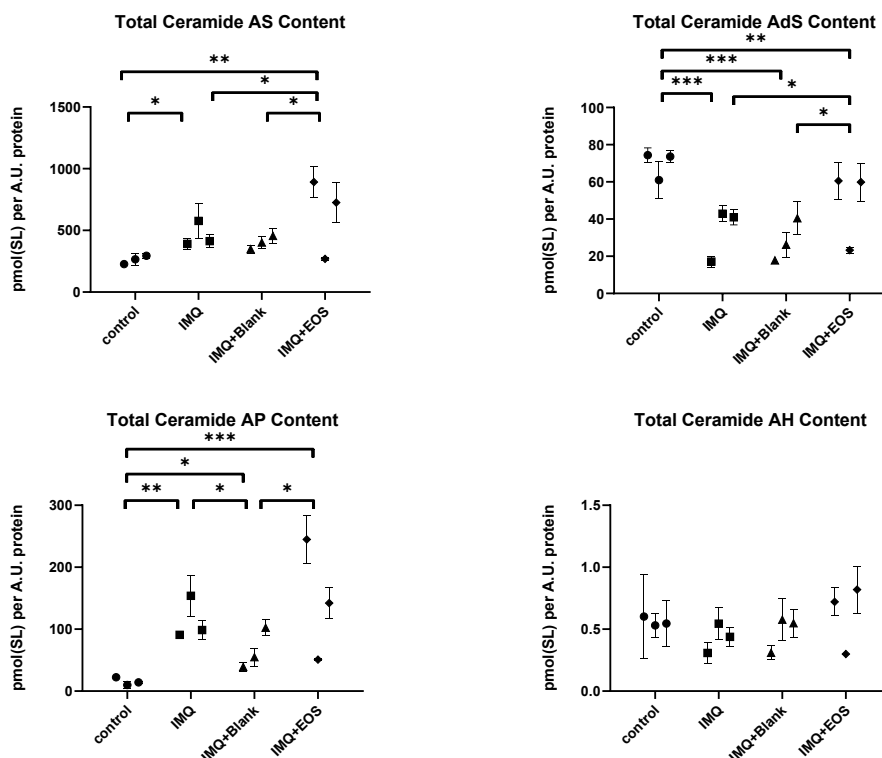 Total Ceramide AS Content
**
*
*
*
1500
1000
500
0
pmol(SL) per A.U. protein
control
IMQ
IMQ+Blank
IMQ+EOS
Total Ceramide AdS Content
**
***
***
*
*
100
80
60
40
20
0
pmol(SL) per A.U. protein
control
IMQ
IMQ+Blank
IMQ+EOS
Total Ceramide AP Content
***
*
**
*
*
300
200
100
0
pmol(SL) per A.U. protein
control
IMQ
IMQ+Blank
IMQ+EOS
Total Ceramide AH Content
1.5
1.0
0.5
0.0
pmol(SL) per A.U. protein
control
IMQ
IMQ+Blank
IMQ+EOS